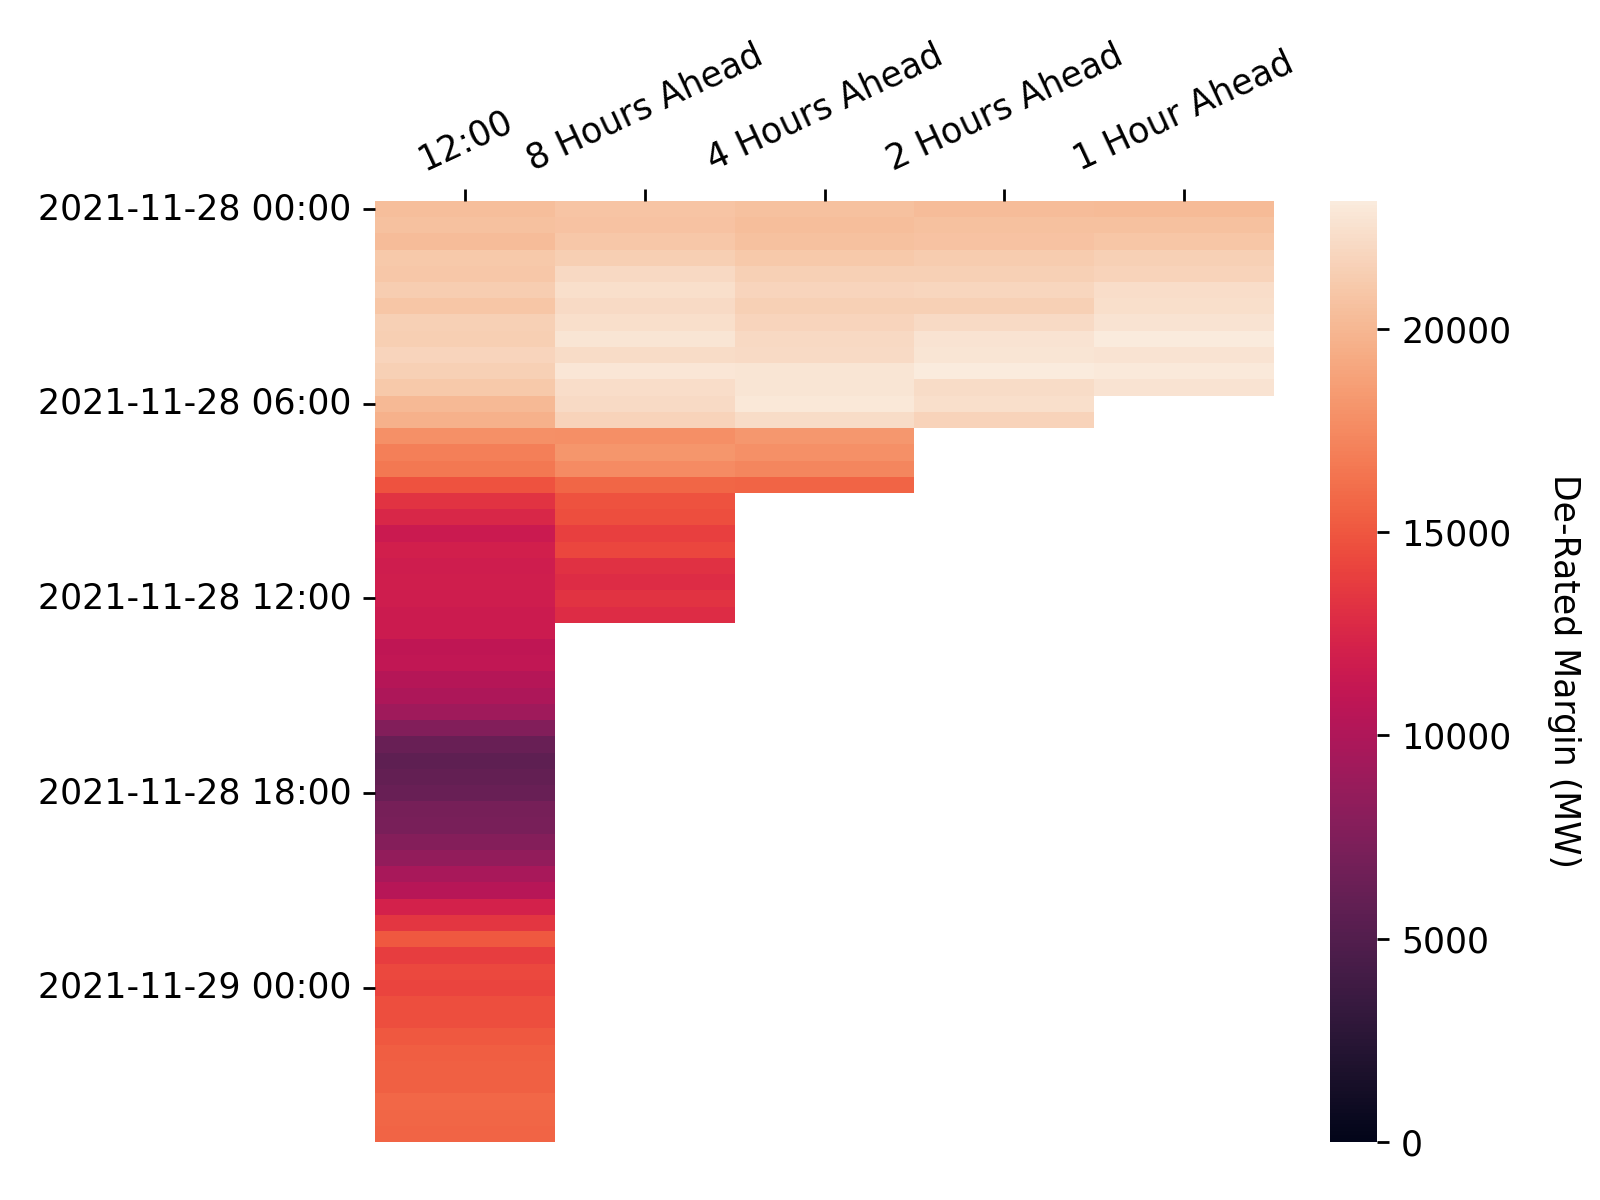 12:00
8 Hours Ahead
4 Hours Ahead
2 Hours Ahead
1 Hour Ahead
2021-11-28 00:00
2021-11-28 06:00
2021-11-28 12:00
2021-11-28 18:00
2021-11-29 00:00
20000
15000
10000
5000
0
De-Rated Margin (MW)